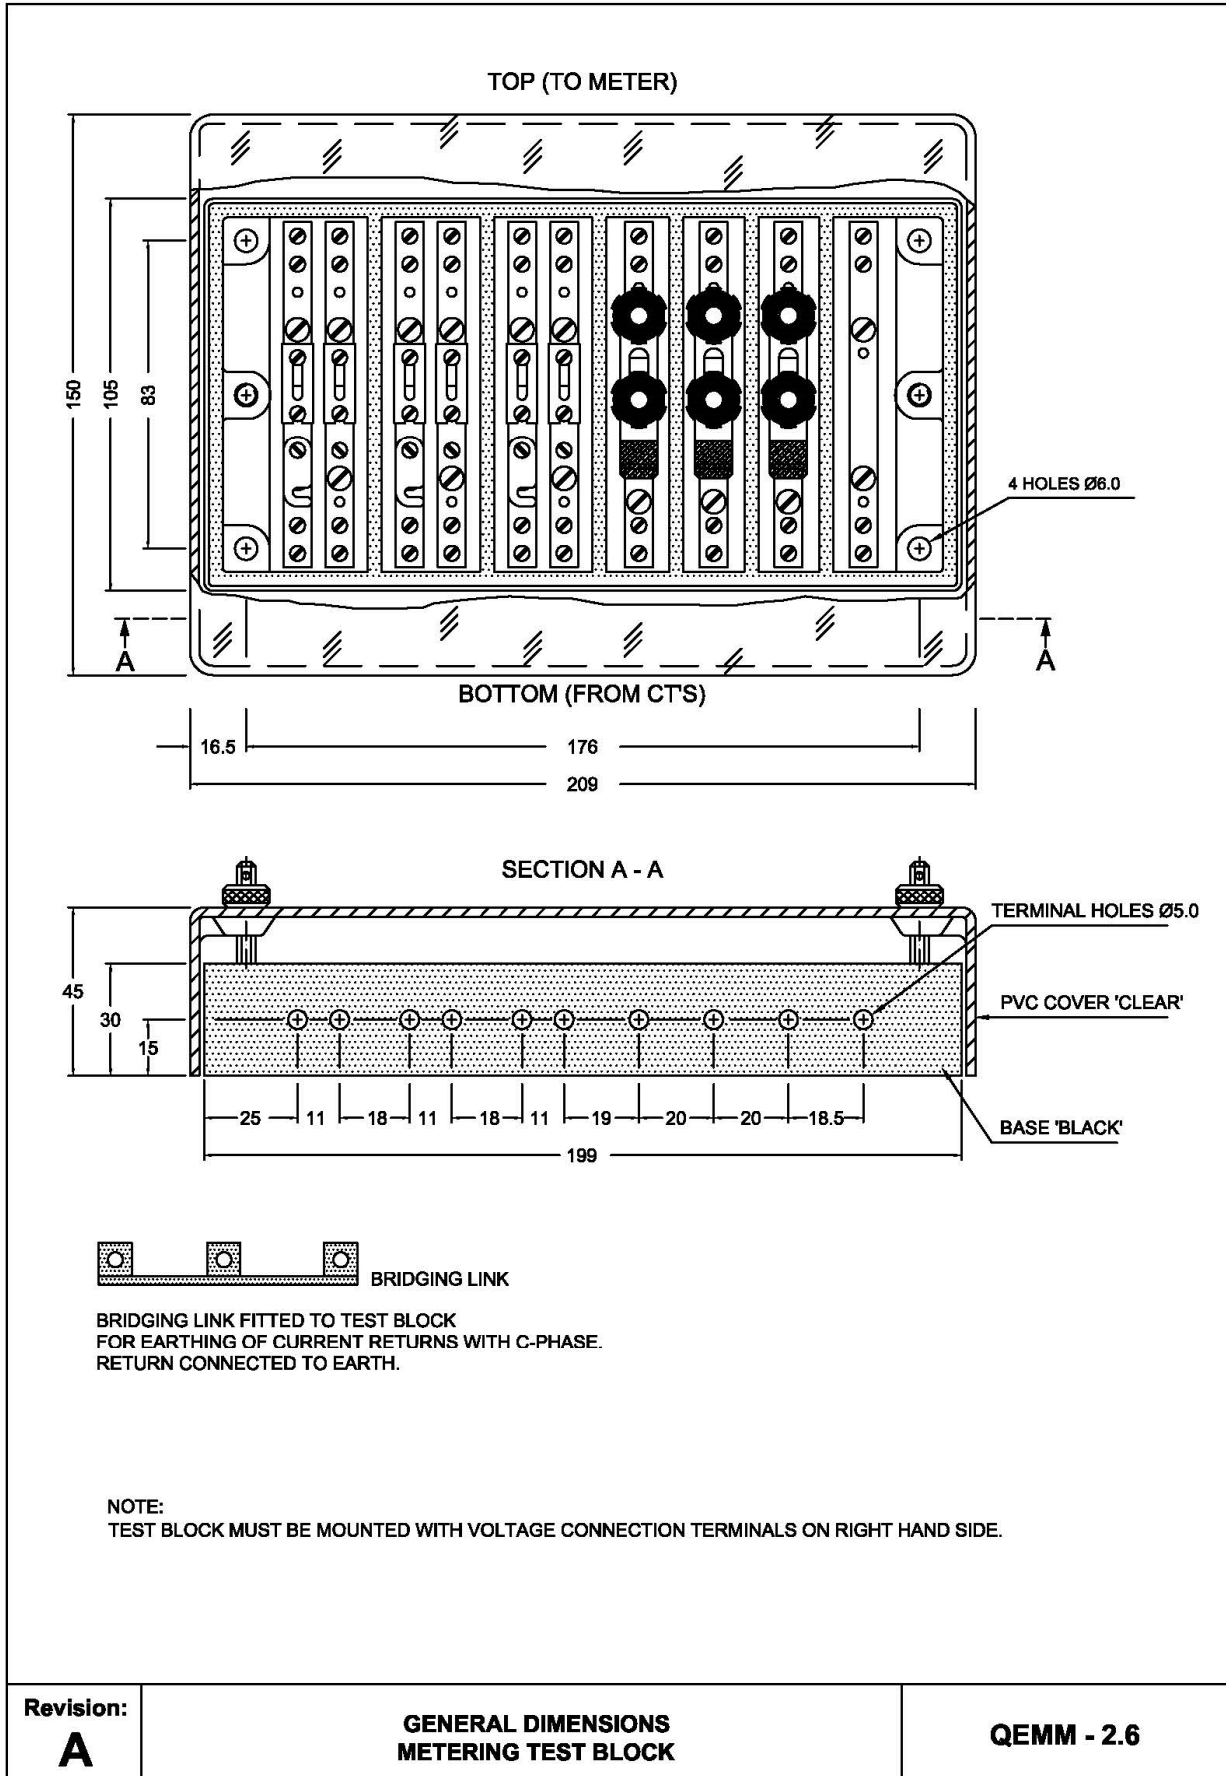 TOP (TO METER)
150
105
83
4 HOLES Ø6.0
A
A
BOTTOM (FROM CT'S)
16.5
176
209
SECTION A - A
TERMINAL HOLES Ø5.0
45
30
15
PVC COVER 'CLEAR'
25 11 18 11 18 11 19 20 20 18.5
BASE 'BLACK'
199
BRIDGING LINK
BRIDGING LINK FITTED TO TEST BLOCK
FOR EARTHING OF CURRENT RETURNS WITH C-PHASE.
RETURN CONNECTED TO EARTH.
NOTE:
TEST BLOCK MUST BE MOUNTED WITH VOLTAGE CONNECTION TERMINALS ON RIGHT HAND SIDE.
Revision:
A
GENERAL DIMENSIONS
METERING TEST BLOCK
QEMM - 2.6